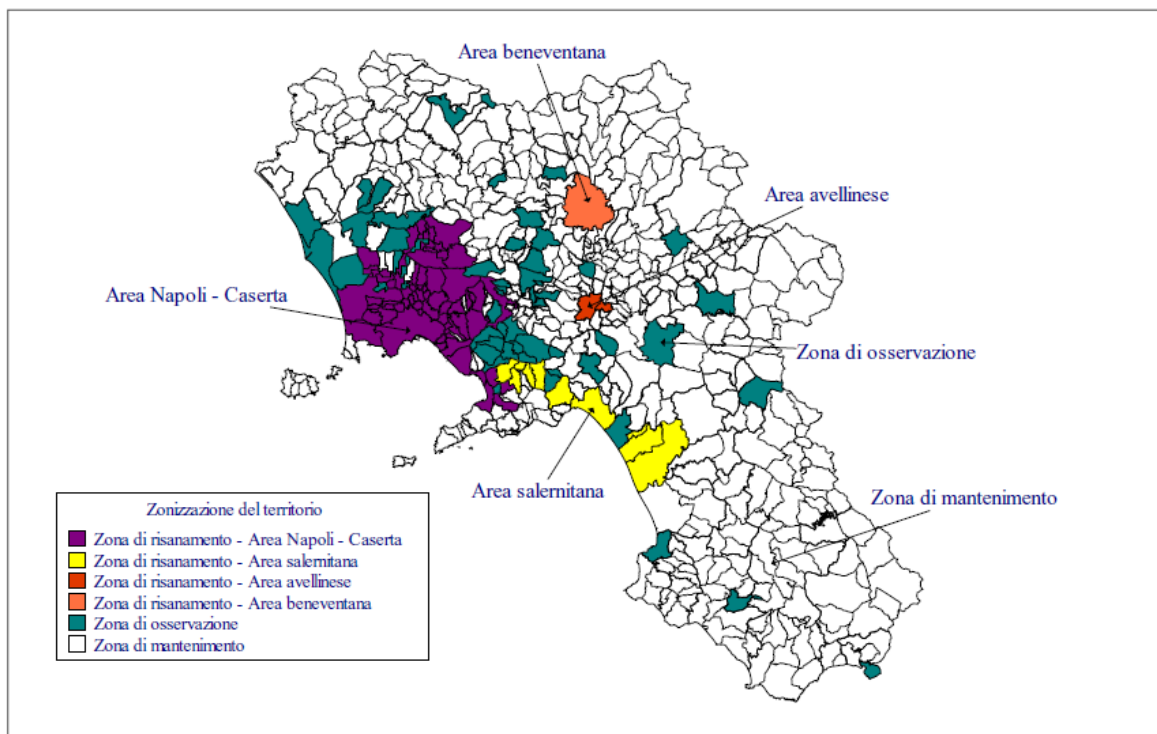 Area beneventana
Area avellinese
Area Napoli - Caserta
Zona di osservazione
Area salernitana
Zona di mantenimento
Zonizzazione del territorio
Zona di risanamento - Area Napoli - Caserta
Zona di risanamento - Area salernitana
Zona di risanamento - Area avellinese
Zona di risanamento - Area beneventana
Zona di osservazione
Zona di mantenimento